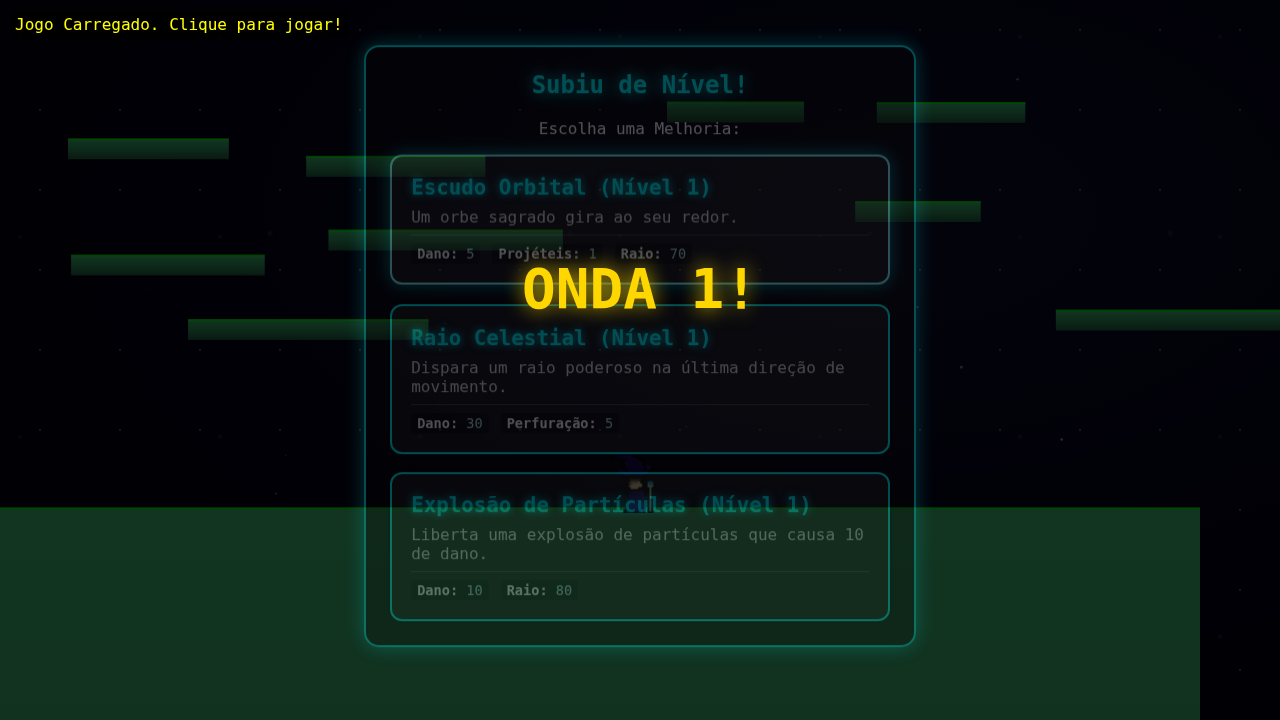 Jogo Carregado. Clique para jogar!
Subiu de Nível!
Escolha uma Melhoria:
Escudo Orbital (Nível 1)
Um orbe sagrado gira ao seu redor.
Dano: 5 Projéteis: 1 Raio: 70
ONDA 1!
Raio Celestial (Nível 1)
Dispara um raio poderoso na última direção de
movimento.
Dano: 30 Perfuração: 5
Explosão de Partículas (Nível 1)
Liberta uma explosão de partículas que causa 10
de dano.
Dano: 10 Raio: 80